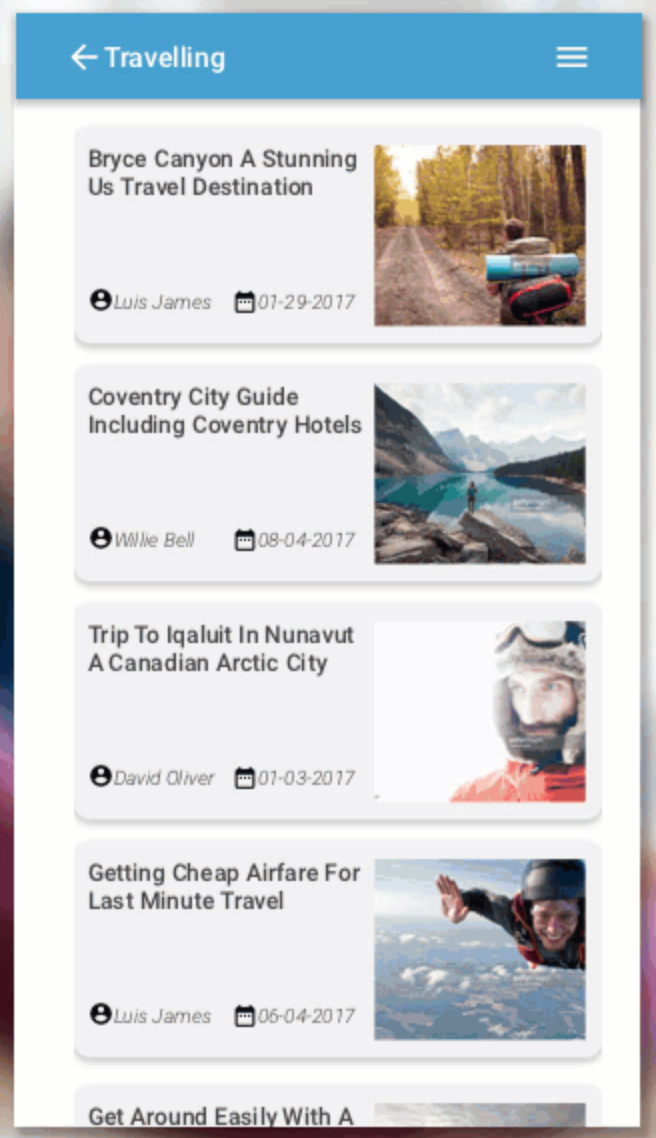 Travelling
Bryce Canyon A Stunning
Us Travel Destination
Luis James 01-29-2017
Coventry City Guide
Including Coventry Hotels
Willie Bell 08-04-2017
Trip To Iqaluit In Nunavut
A Canadian Arctic City
David Oliver 01-03-2017
Getting Cheap Airfare For
Last Minute Travel
Luis James 06-04-2017
Get Around Easily With A